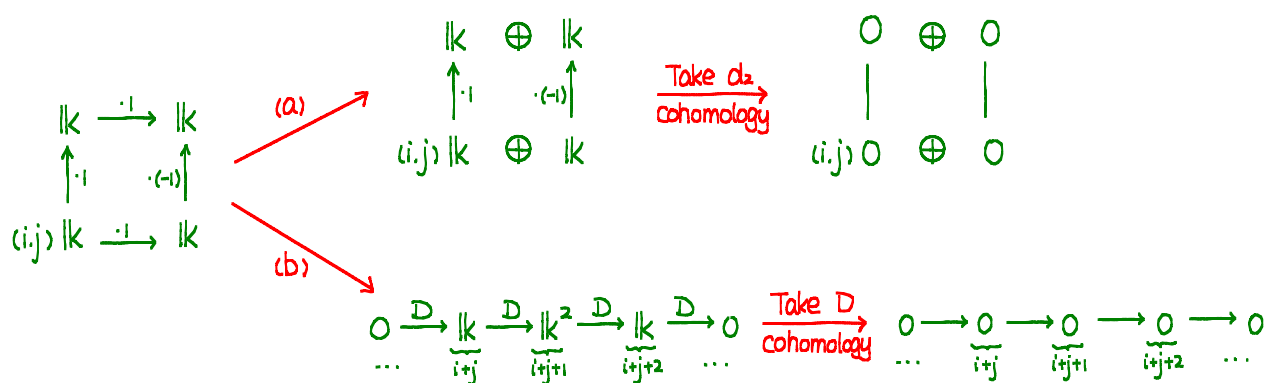 𝕜 ·1 𝕜
·1 ·(-1)
(i.j) 𝕜 ·1 𝕜
(a)
𝕜 ⊕ 𝕜
·1 ·(-1)
(i.j) 𝕜 ⊕ 𝕜
Take d₂
cohomology
0 ⊕ 0
(i.j) 0 ⊕ 0
(b)
0 D 𝕜 D 𝕜² D 𝕜 D 0
... i+j i+j+1 i+j+2 ...
Take D
cohomology
0 → 0 → 0 → 0 → 0
... i+j i+j+1 i+j+2 ...